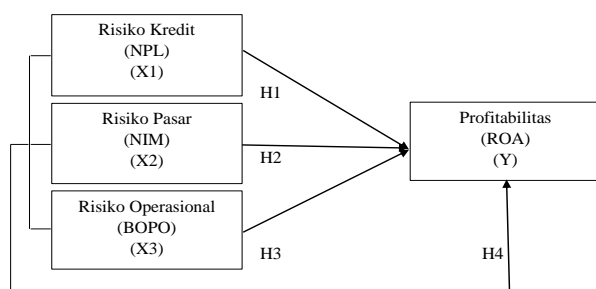 Risiko Kredit
(NPL)
(X1)
H1
Risiko Pasar
(NIM)
(X2)
H2
Risiko Operasional
(BOPO)
(X3)
H3
Profitabilitas
(ROA)
(Y)
H4